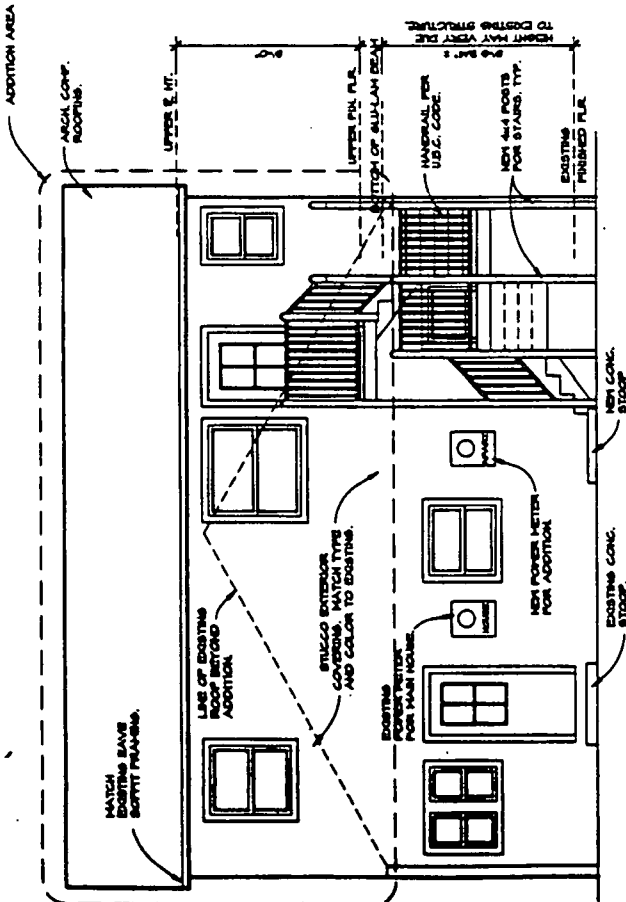 ADDITION AREA
ARCH. COMP.
ROOFING.
UPPER ℄ HT.
UPPER FIN. FLR.
BOTTOM OF GLU-LAM BEAM
HEIGHT MAY VERY DUE
TO EXISTING STRUCTURE.
HANDRAIL PER
U.B.C. CODE.
NEW 4x4 POSTS
FOR STAIRS, TYP.
EXISTING
FINISHED FLR.
MATCH
EXISTING EAVE
SOFFIT FRAMING.
LINE OF EXISTING
ROOF BEYOND
ADDITION.
STUCCO EXTERIOR
COVERING. MATCH TYPE
AND COLOR TO EXISTING.
EXISTING
POWER METER
FOR MAIN HOUSE.
HOUSE
NEW POWER METER
FOR ADDITION.
NEW CONC.
STOOP
EXISTING CONC.
STOOP.